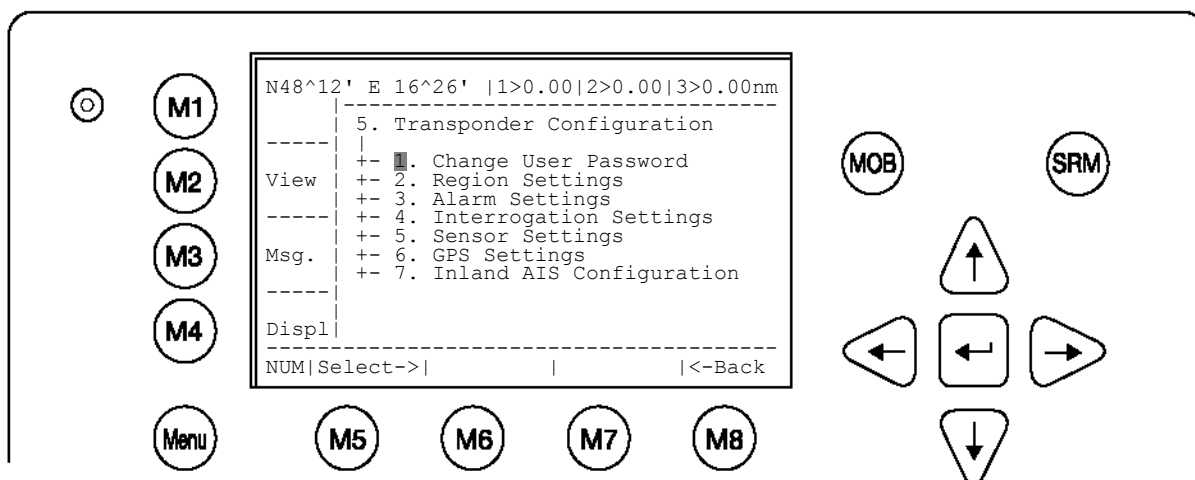 N48^12' E 16^26' |1>0.00|2>0.00|3>0.00nm
|----------------------------------
| 5. Transponder Configuration
-----| |
| +- 1. Change User Password
View | +- 2. Region Settings
| +- 3. Alarm Settings
-----| +- 4. Interrogation Settings
| +- 5. Sensor Settings
Msg. | +- 6. GPS Settings
| +- 7. Inland AIS Configuration
-----|
Displ|
----------------------------------------
NUM|Select->| | |<-Back
M1
M2
M3
M4
Menu
M5
M6
M7
M8
MOB
SRM